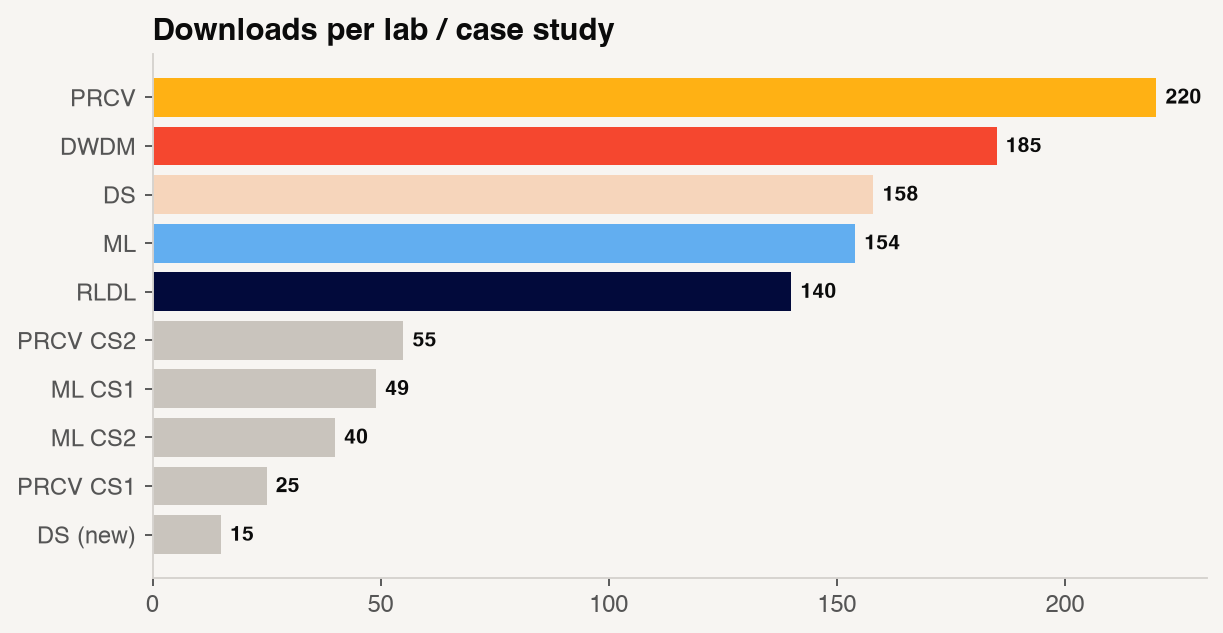 Downloads per lab / case study
PRCV 220
DWDM 185
DS 158
ML 154
RLDL 140
PRCV CS2 55
ML CS1 49
ML CS2 40
PRCV CS1 25
DS (new) 15
0 50 100 150 200